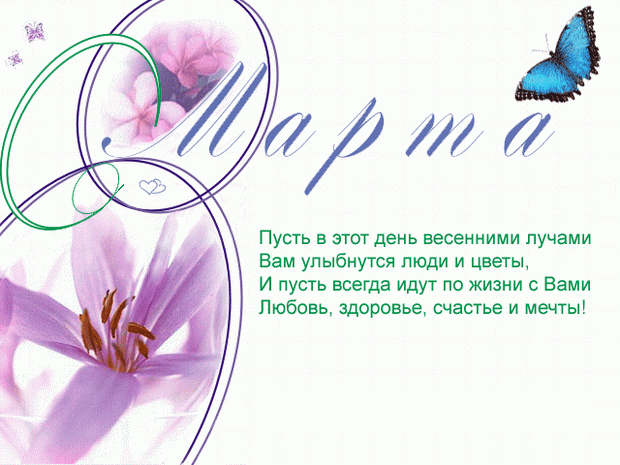 8 Марта
Пусть в этот день весенними лучами
Вам улыбнутся люди и цветы,
И пусть всегда идут по жизни с Вами
Любовь, здоровье, счастье и мечты!